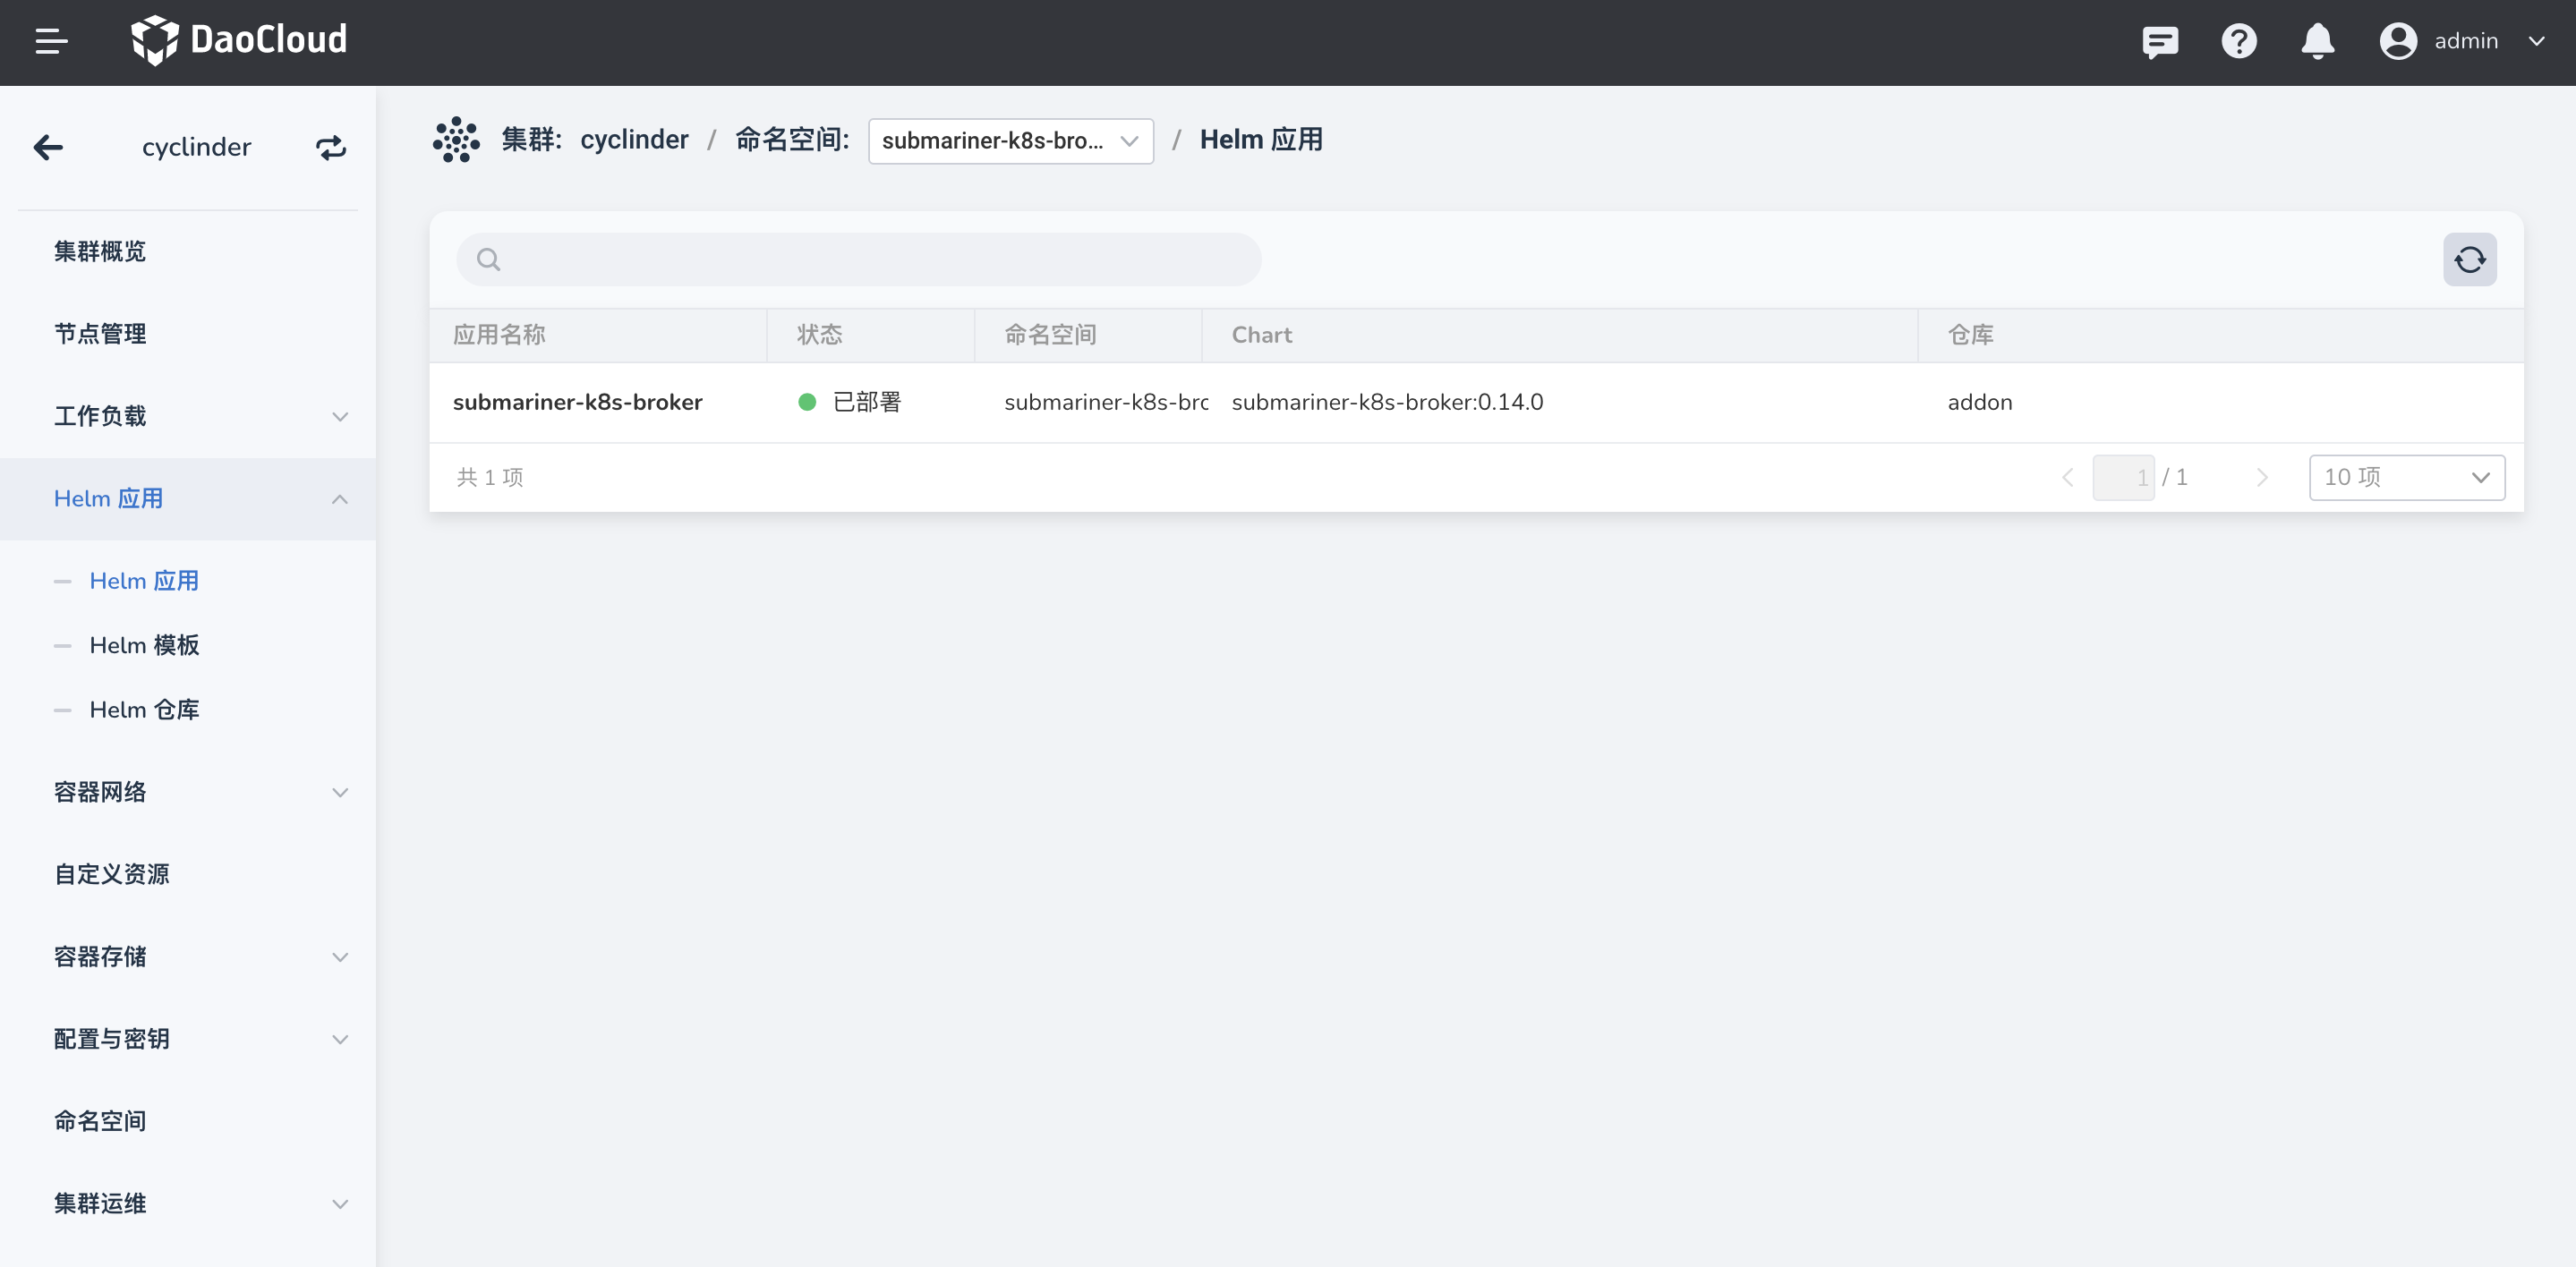 DaoCloud
admin
cyclinder
集群概览
节点管理
工作负载
Helm 应用
Helm 应用
Helm 模板
Helm 仓库
容器网络
自定义资源
容器存储
配置与密钥
命名空间
集群运维
集群: cyclinder / 命名空间: submariner-k8s-bro... / Helm 应用
应用名称 状态 命名空间 Chart 仓库
submariner-k8s-broker 已部署 submariner-k8s-brc submariner-k8s-broker:0.14.0 addon
共 1 项 1 / 1 10 项